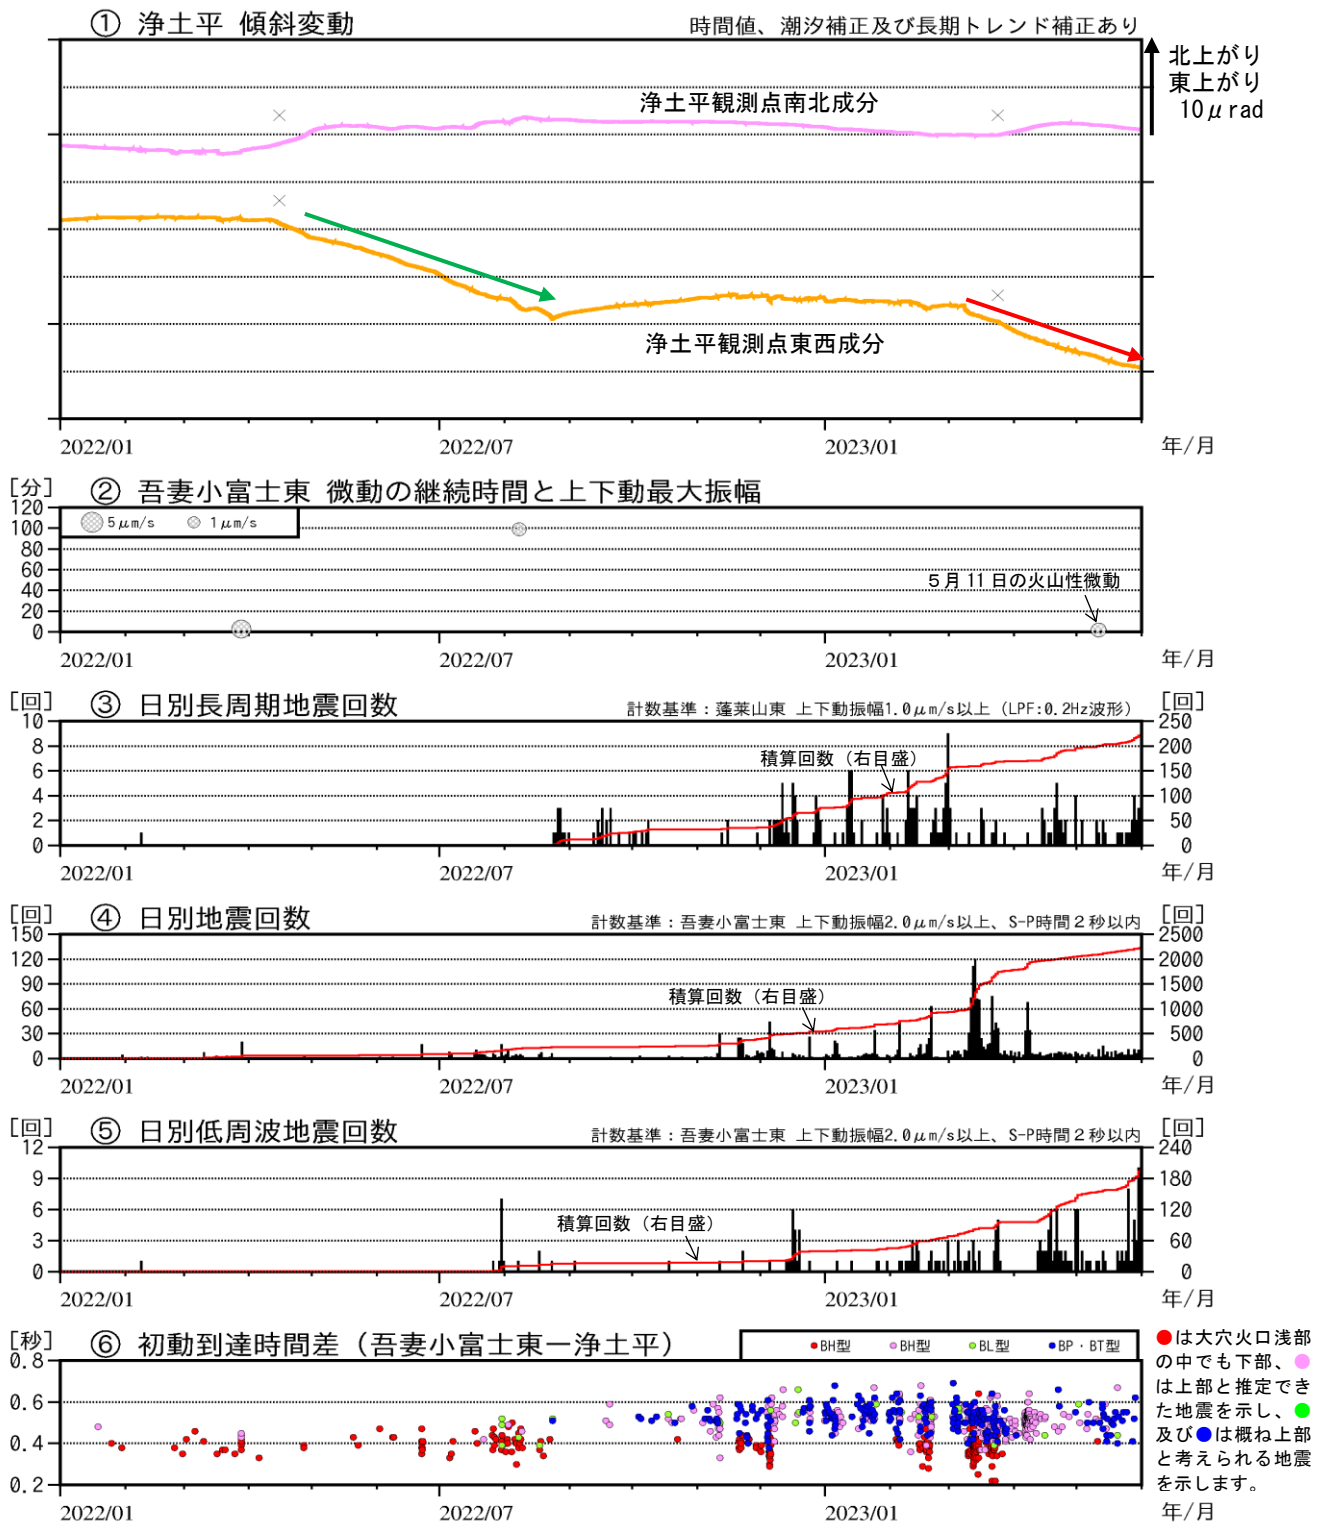 ① 浄土平 傾斜変動
時間値、潮汐補正及び長期トレンド補正あり
北上がり
東上がり
10μrad
浄土平観測点南北成分
浄土平観測点東西成分
2022/01 2022/07 2023/01 年/月
[分] ② 吾妻小富士東 微動の継続時間と上下動最大振幅
120
100
80
60
40
20
0
5μm/s 1μm/s
5月11日の火山性微動
2022/01 2022/07 2023/01 年/月
[回] ③ 日別長周期地震回数
計数基準:蓬莱山東 上下動振幅1.0μm/s以上(LPF:0.2Hz波形)
[回]
10 250
8 200
6 150
4 100
2 50
0 0
積算回数(右目盛)
2022/01 2022/07 2023/01 年/月
[回] ④ 日別地震回数
計数基準:吾妻小富士東 上下動振幅2.0μm/s以上、S-P時間2秒以内
[回]
150 2500
120 2000
90 1500
60 1000
30 500
0 0
積算回数(右目盛)
2022/01 2022/07 2023/01 年/月
[回] ⑤ 日別低周波地震回数
計数基準:吾妻小富士東 上下動振幅2.0μm/s以上、S-P時間2秒以内
[回]
12 240
9 180
6 120
3 60
0 0
積算回数(右目盛)
2022/01 2022/07 2023/01 年/月
[秒] ⑥ 初動到達時間差(吾妻小富士東ー浄土平)
BH型 BH型 BL型 BP・BT型
0.8
0.6
0.4
0.2
2022/01 2022/07 2023/01 年/月
●は大穴火口浅部
の中でも下部、●
は上部と推定でき
た地震を示し、●
及び●は概ね上部
と考えられる地震
を示します。